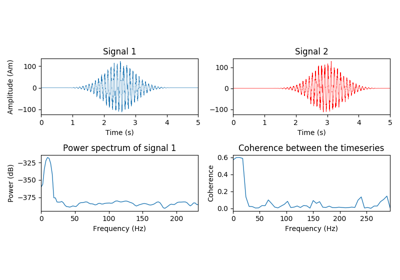 Signal 1
Signal 2
Amplitude (Am)
100
0
−100
0 1 2 3 4 5
Time (s)
100
0
−100
0 1 2 3 4 5
Time (s)
Power spectrum of signal 1
Coherence between the timeseries
Power (dB)
−325
−350
−375
0 50 100 150 200
Frequency (Hz)
Coherence
0.6
0.4
0.2
0.0
0 50 100 150 200 250
Frequency (Hz)